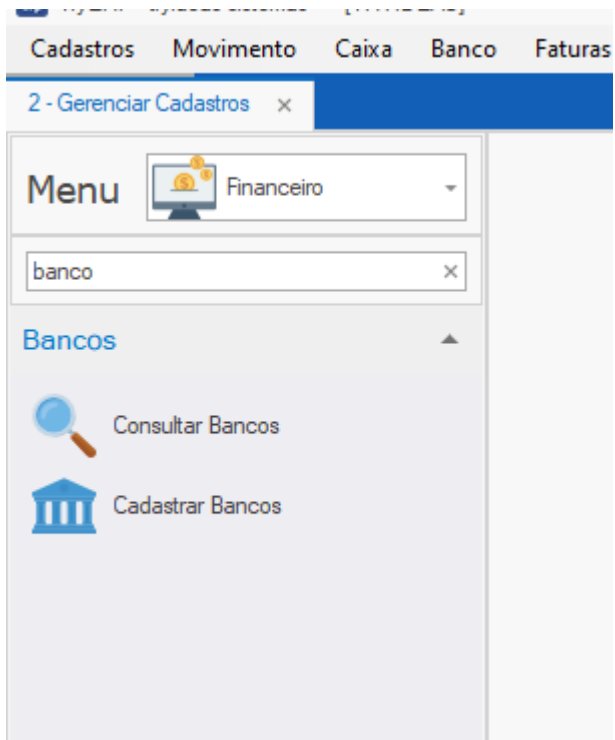 Cadastros Movimento Caixa Banco Faturas
2 - Gerenciar Cadastros ×
Menu Financeiro
banco ×
Bancos
Consultar Bancos
Cadastrar Bancos